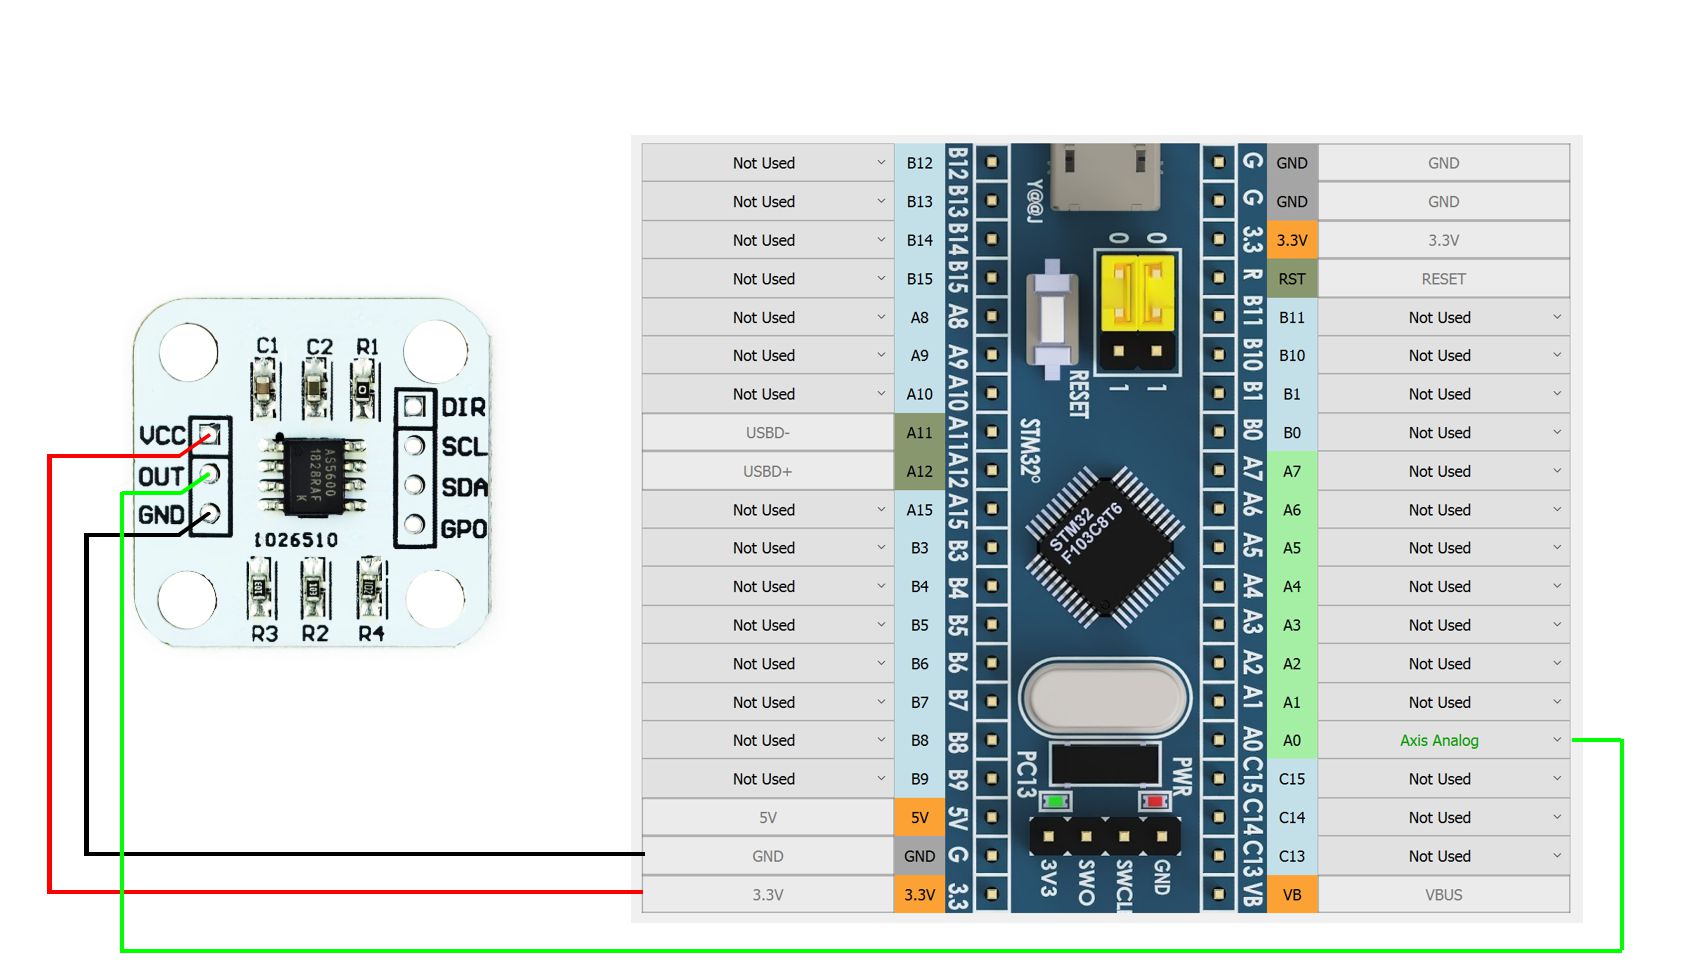 C1 C2 R1
DIR
VCC
SCL
OUT
SDA
GND
GPO
AS5600
1828RAF
K
1026510
R3 R2 R4
Not Used B12 B12
Not Used B13 B13
Not Used B14 B14
Not Used B15 B15
Not Used A8 A8
Not Used A9 A9
Not Used A10 A10
USBD- A11 A11
USBD+ A12 A12
Not Used A15 A15
Not Used B3 B3
Not Used B4 B4
Not Used B5 B5
Not Used B6 B6
Not Used B7 B7
Not Used B8 B8
Not Used B9 B9
5V 5V 5V
GND GND G
3.3V 3.3V 3.3
Y@@J
0 0
1 1
RESET
STM32°
STM32
F103C8T6
PC13
PWR
3V3 SWO SWCL GND
G GND GND
G GND GND
3.3 3.3V 3.3V
R RST RESET
B11 B11 Not Used
B10 B10 Not Used
B1 B1 Not Used
B0 B0 Not Used
A7 A7 Not Used
A6 A6 Not Used
A5 A5 Not Used
A4 A4 Not Used
A3 A3 Not Used
A2 A2 Not Used
A1 A1 Not Used
A0 A0 Axis Analog
C15 C15 Not Used
C14 C14 Not Used
C13 C13 Not Used
VB VB VBUS